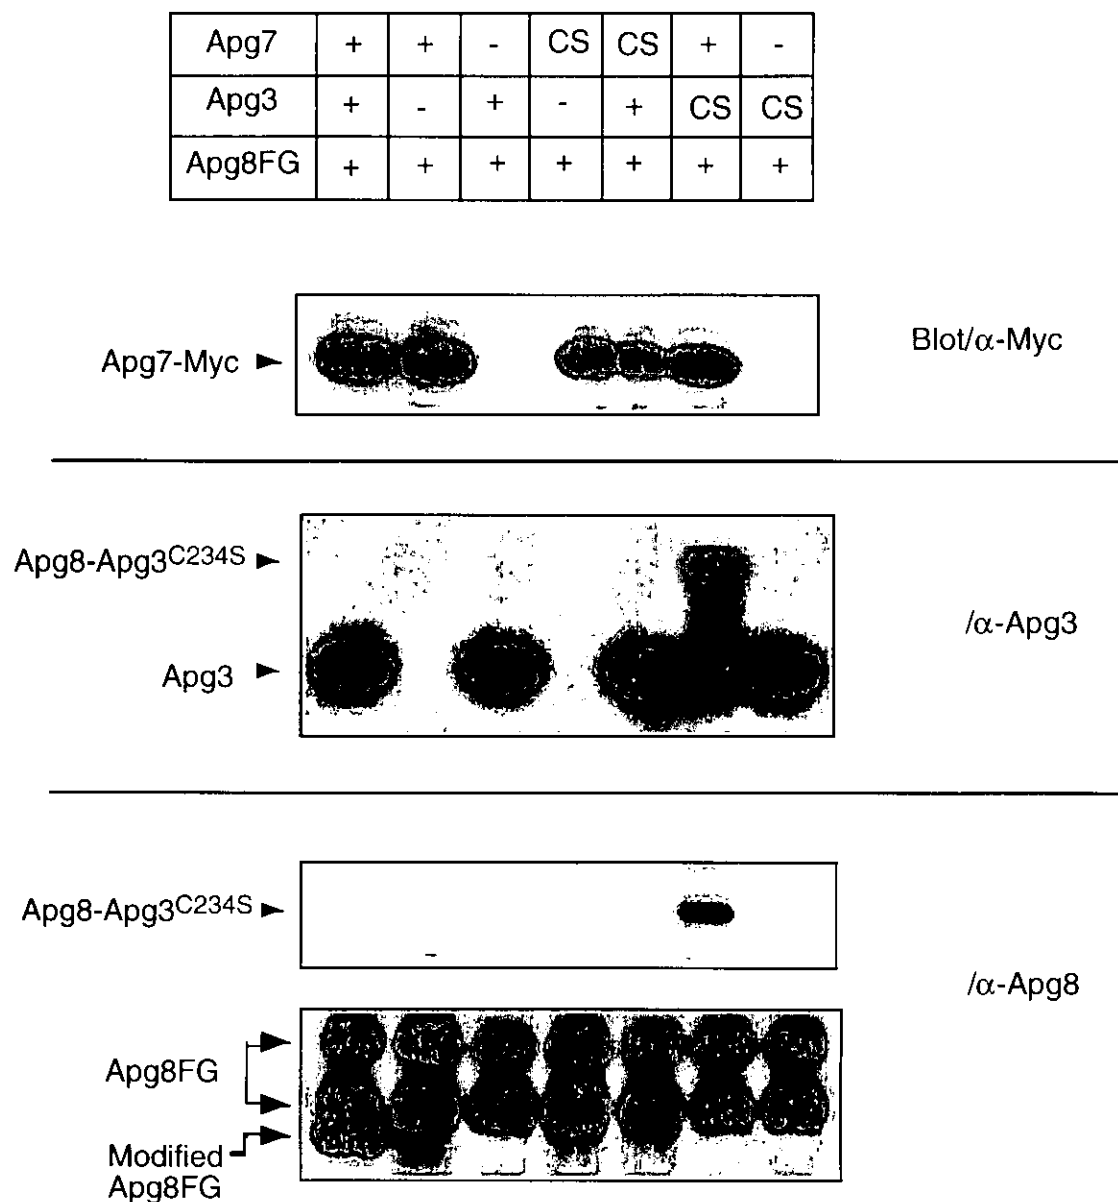 Apg7 + + - CS CS + -
Apg3 + - + - + CS CS
Apg8FG + + + + + + +
Apg7-Myc
Blot/α-Myc
Apg8-Apg3C234S
/α-Apg3
Apg3
Apg8-Apg3C234S
/α-Apg8
Apg8FG
Modified
Apg8FG